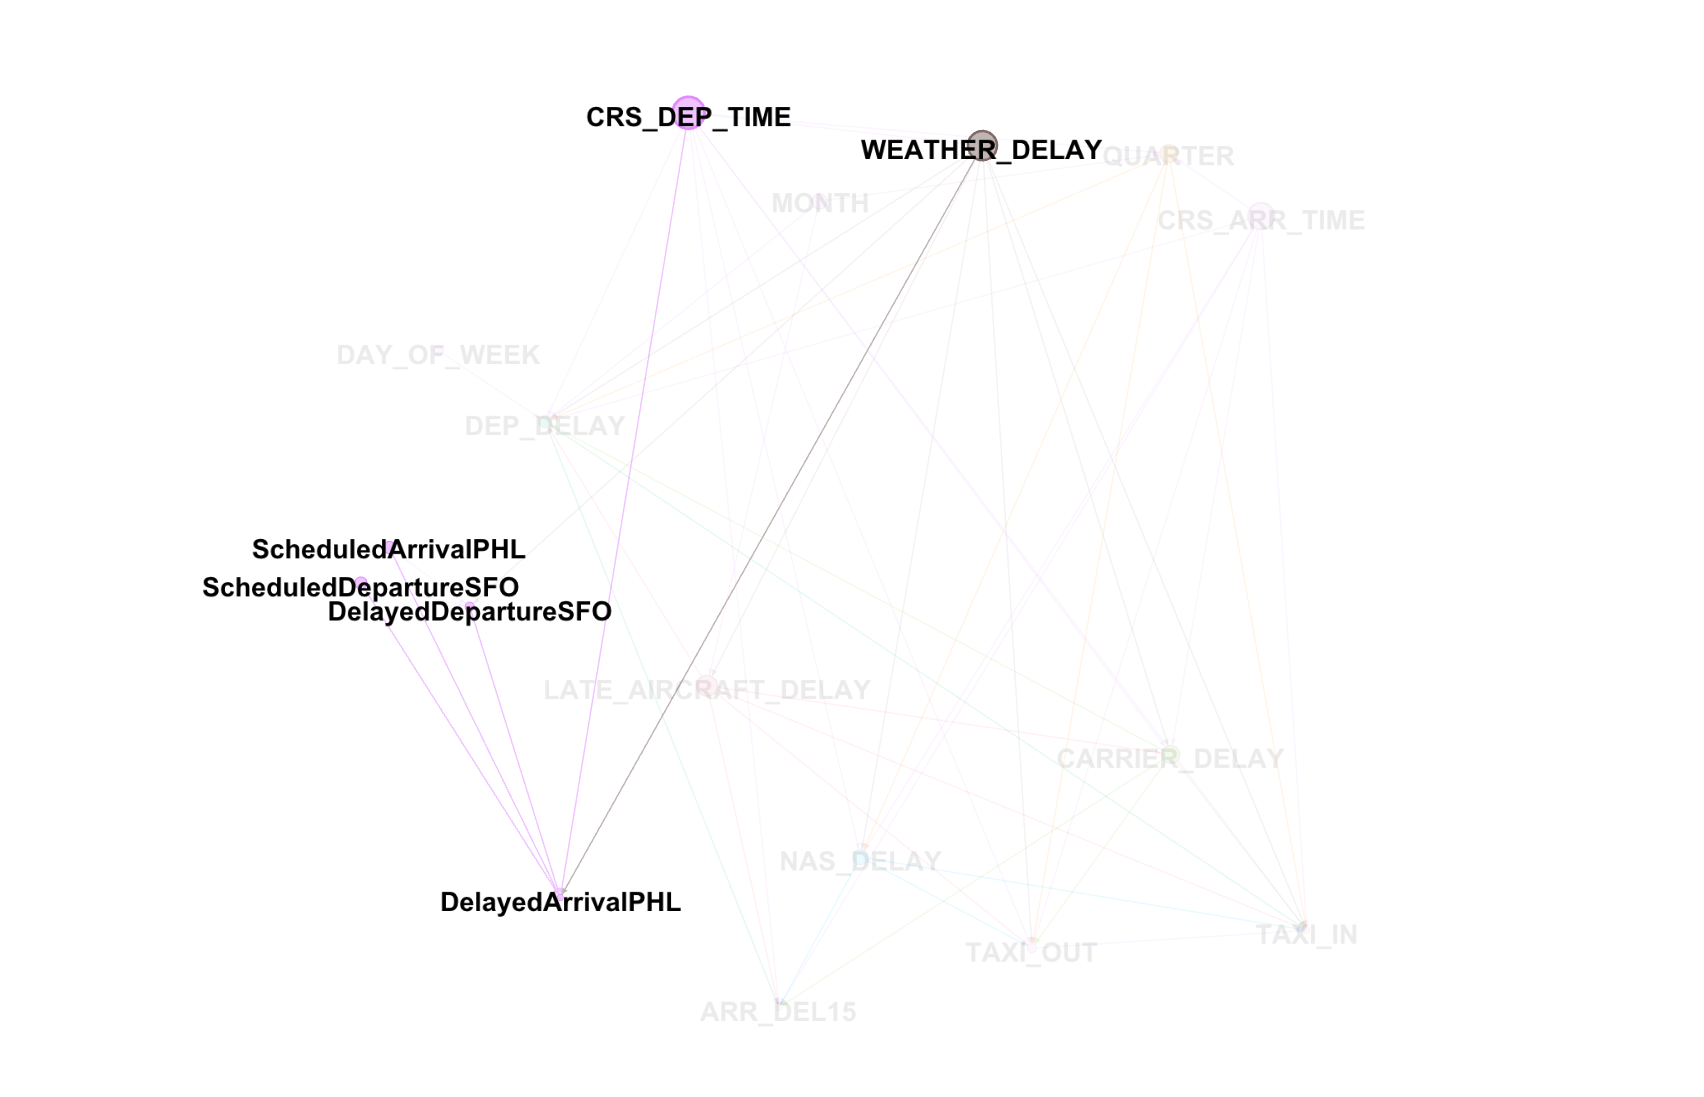 CRS_DEP_TIME
WEATHER_DELAY
QUARTER
MONTH
CRS_ARR_TIME
DAY_OF_WEEK
DEP_DELAY
ScheduledArrivalPHL
ScheduledDepartureSFO
DelayedDepartureSFO
LATE_AIRCRAFT_DELAY
CARRIER_DELAY
NAS_DELAY
DelayedArrivalPHL
TAXI_IN
TAXI_OUT
ARR_DEL15